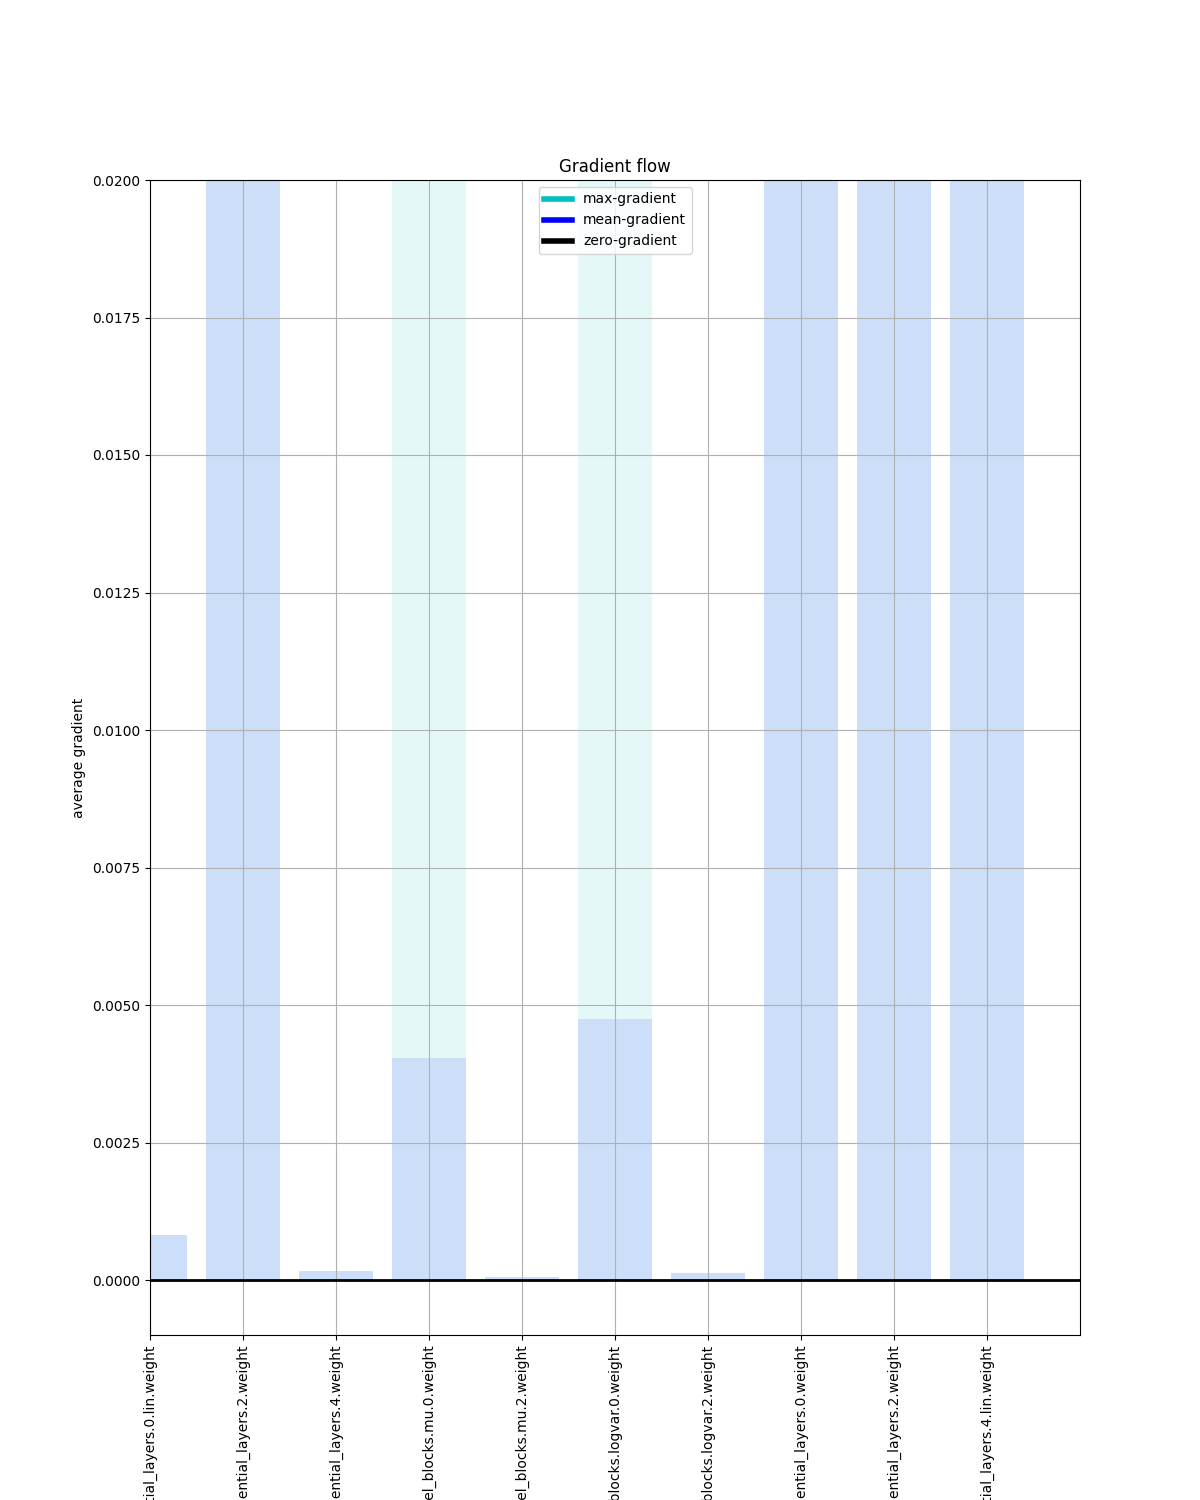 Gradient flow
max-gradient
mean-gradient
zero-gradient
0.0200
0.0175
0.0150
0.0125
0.0100
0.0075
0.0050
0.0025
0.0000
average gradient
tial_layers.0.lin.weight
ential_layers.2.weight
ential_layers.4.weight
el_blocks.mu.0.weight
el_blocks.mu.2.weight
blocks.logvar.0.weight
blocks.logvar.2.weight
ential_layers.0.weight
ential_layers.2.weight
tial_layers.4.lin.weight